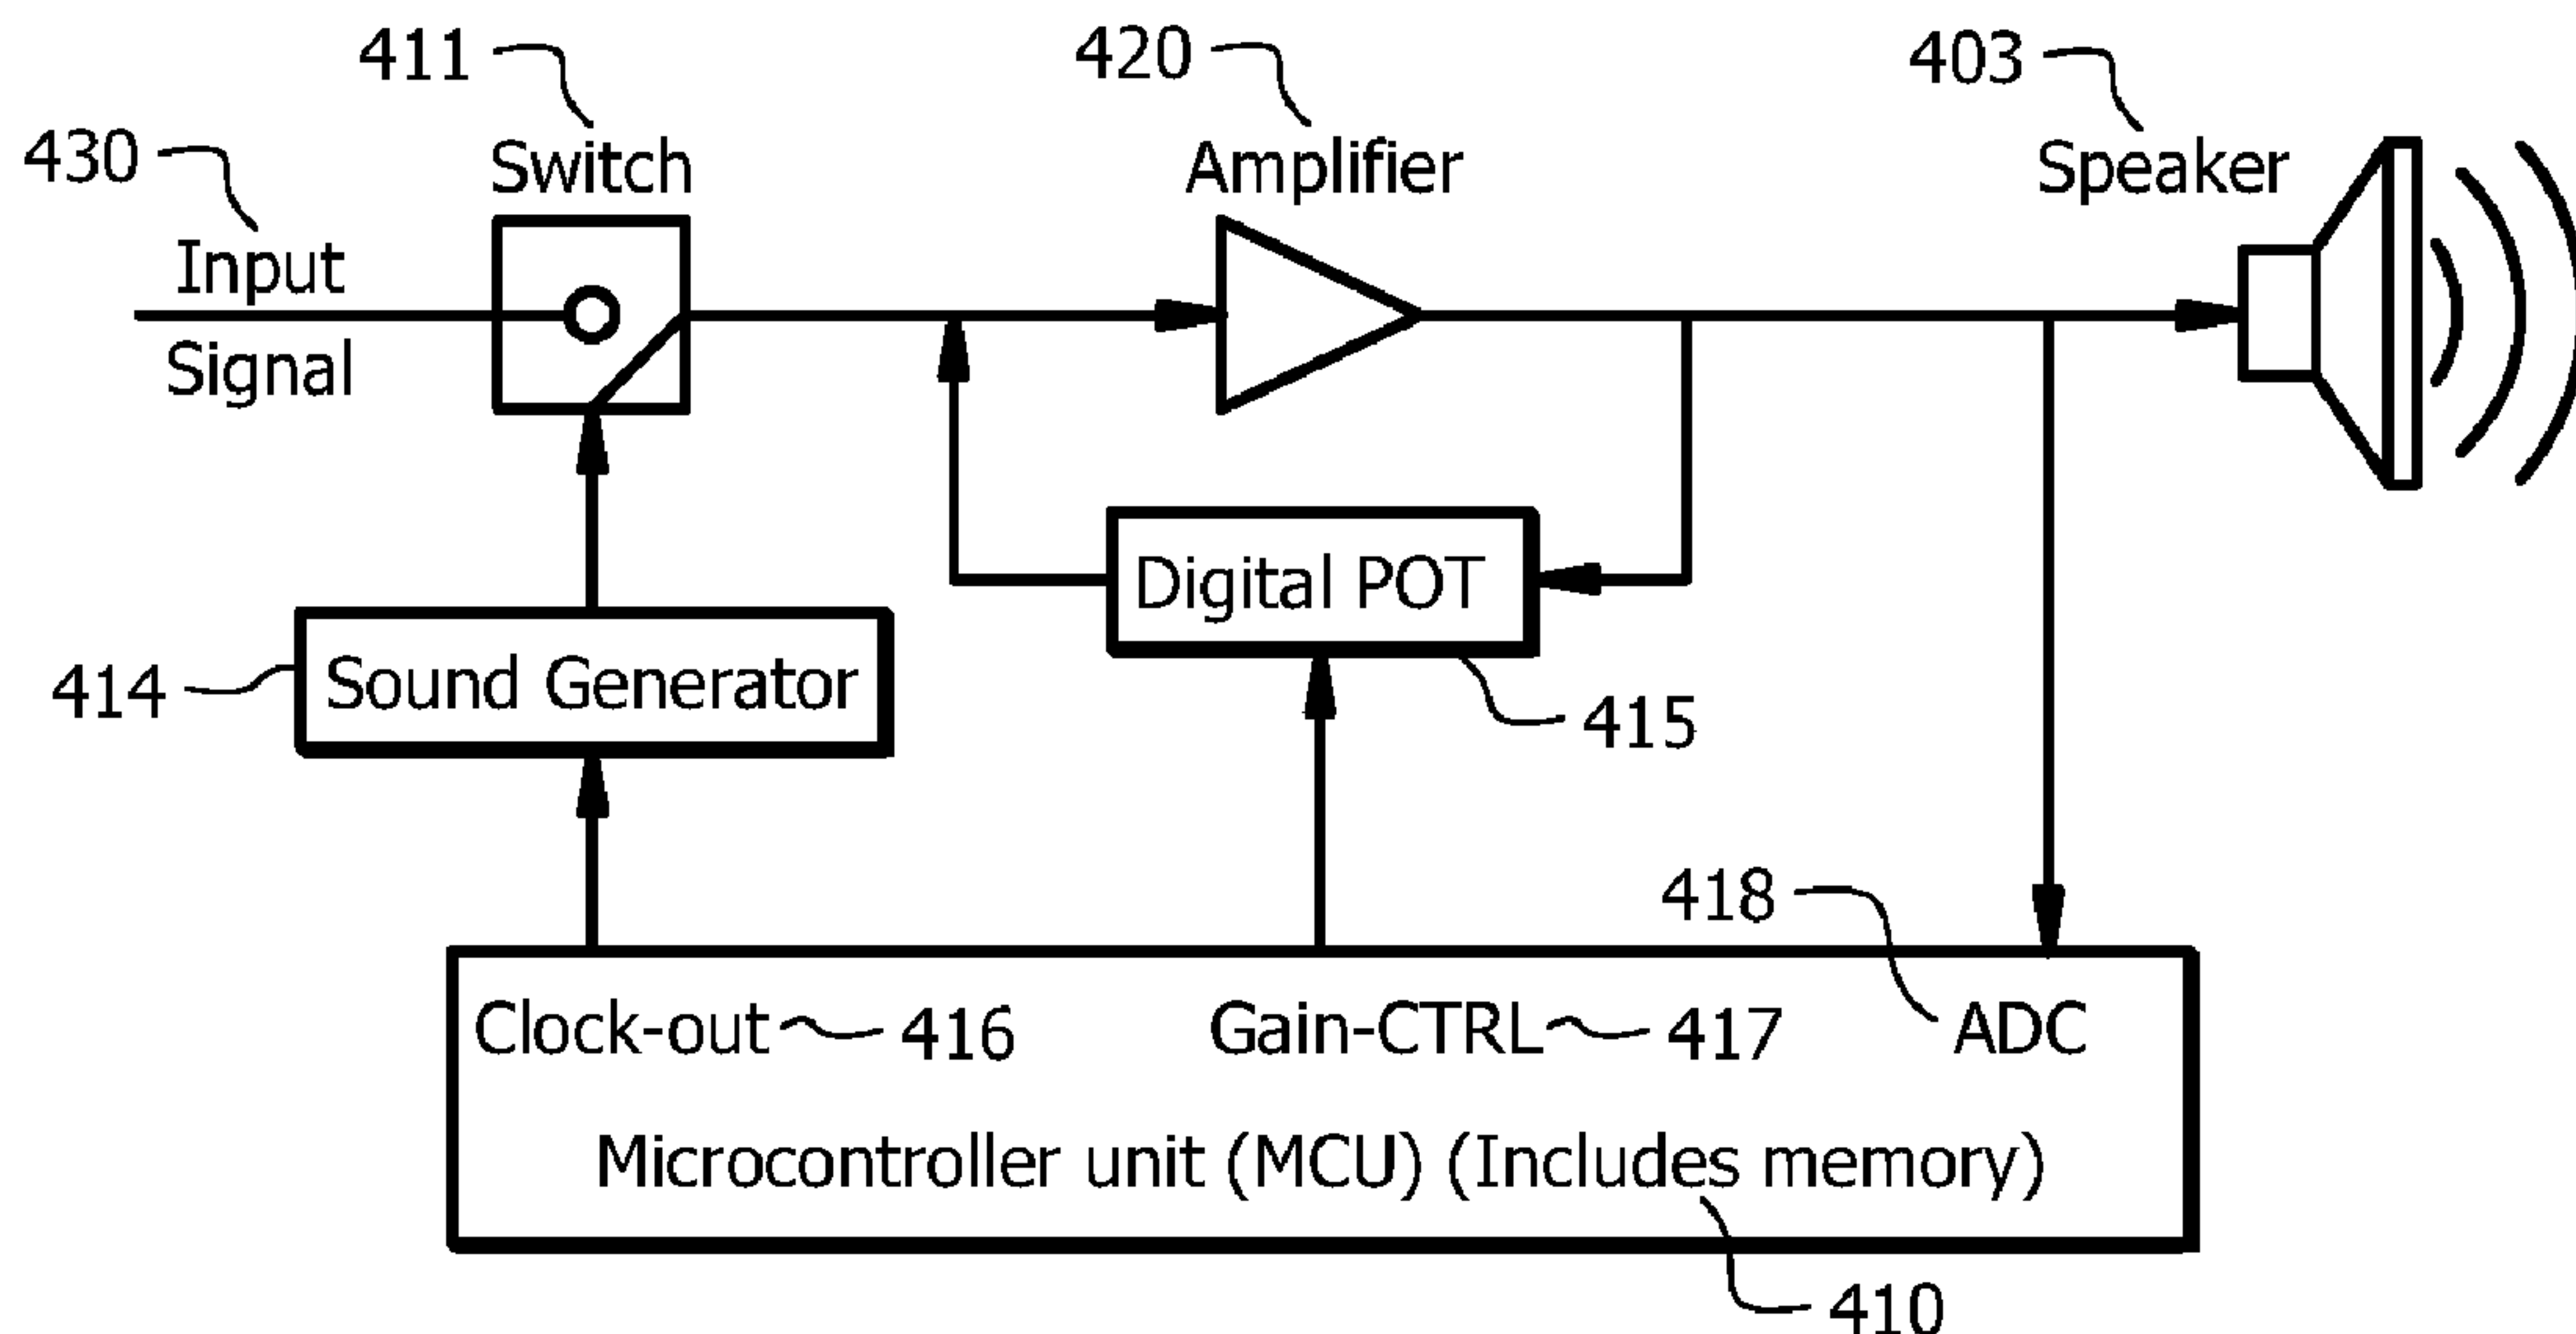 411
420
403
430
Switch
Amplifier
Speaker
Input
Signal
Digital POT
414
Sound Generator
415
418
Clock-out
416
Gain-CTRL
417
ADC
Microcontroller unit (MCU) (Includes memory)
410